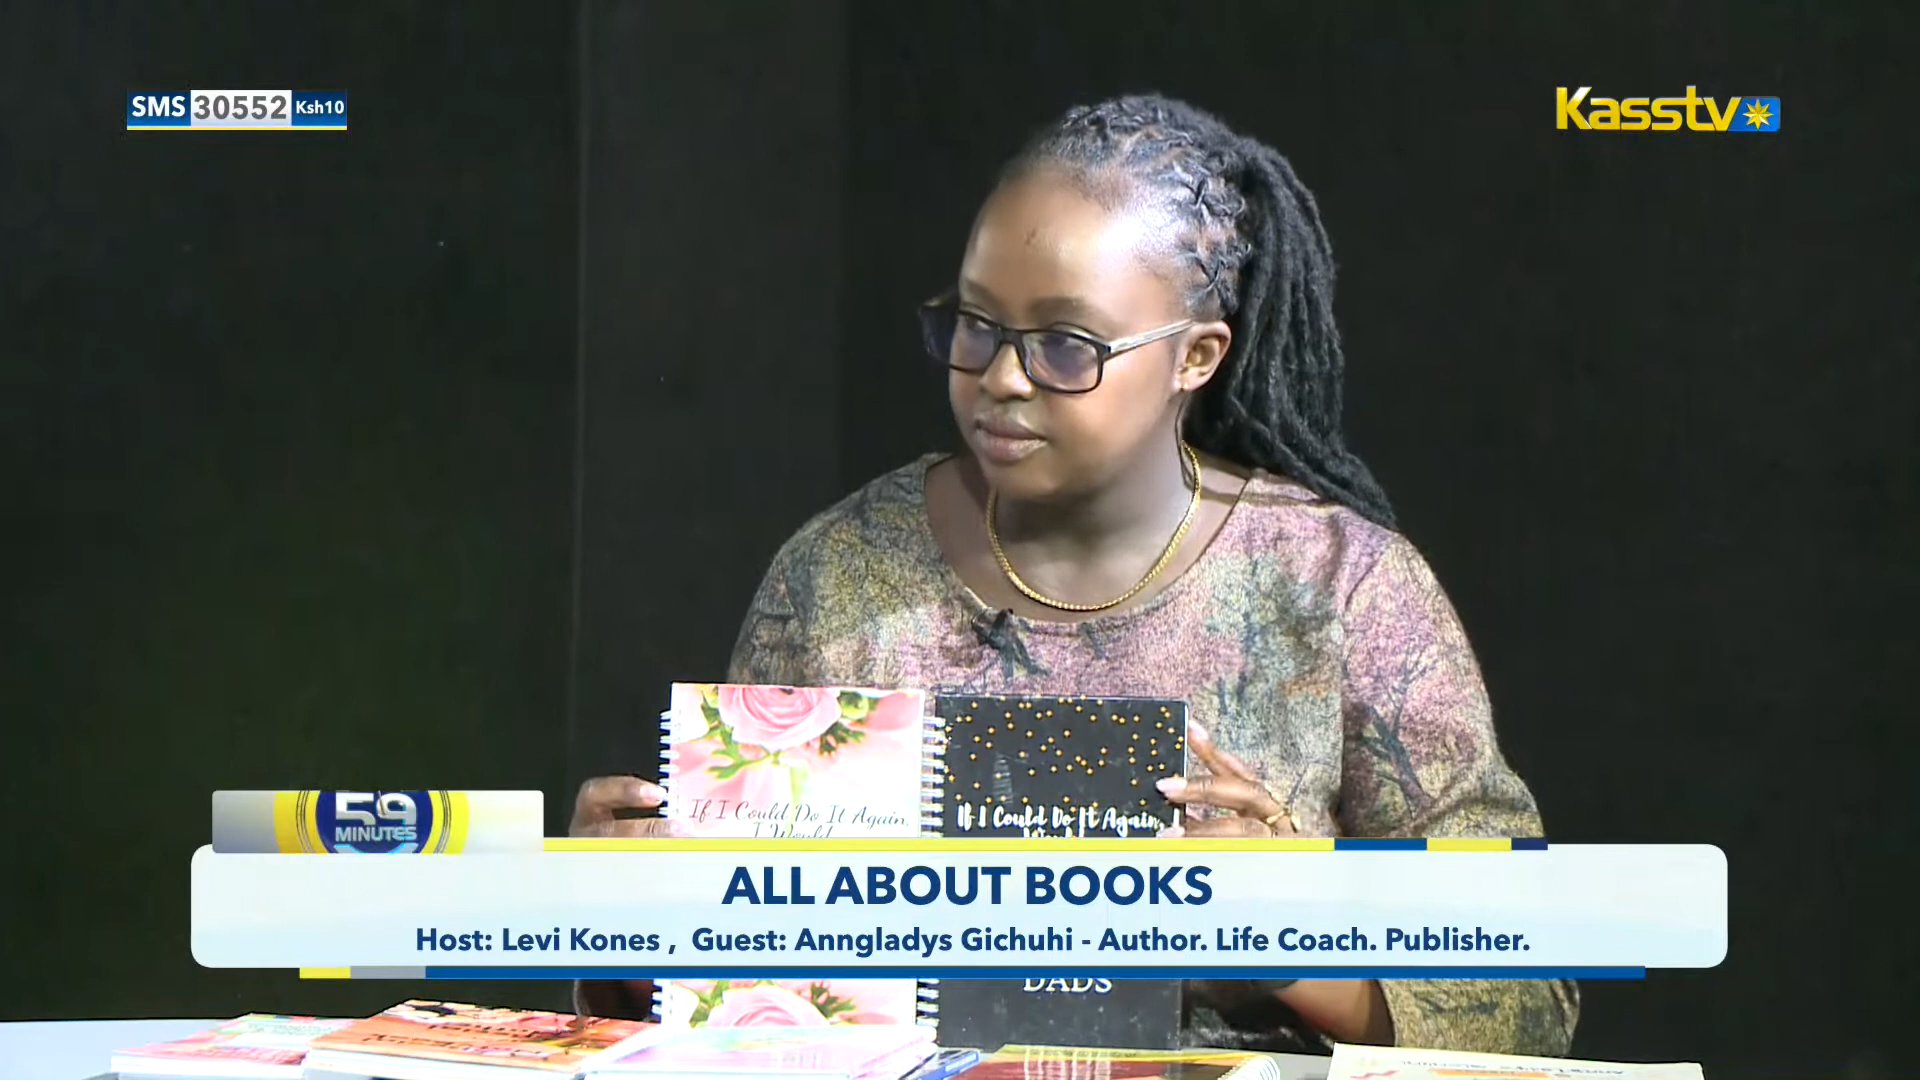 SMS 30552 Ksh10
Kasstv
If I Could Do It Again,
I Would
If I Could Do It Again,
59
MINUTES
ALL ABOUT BOOKS
Host: Levi Kones , Guest: Anngladys Gichuhi - Author. Life Coach. Publisher.
DADS